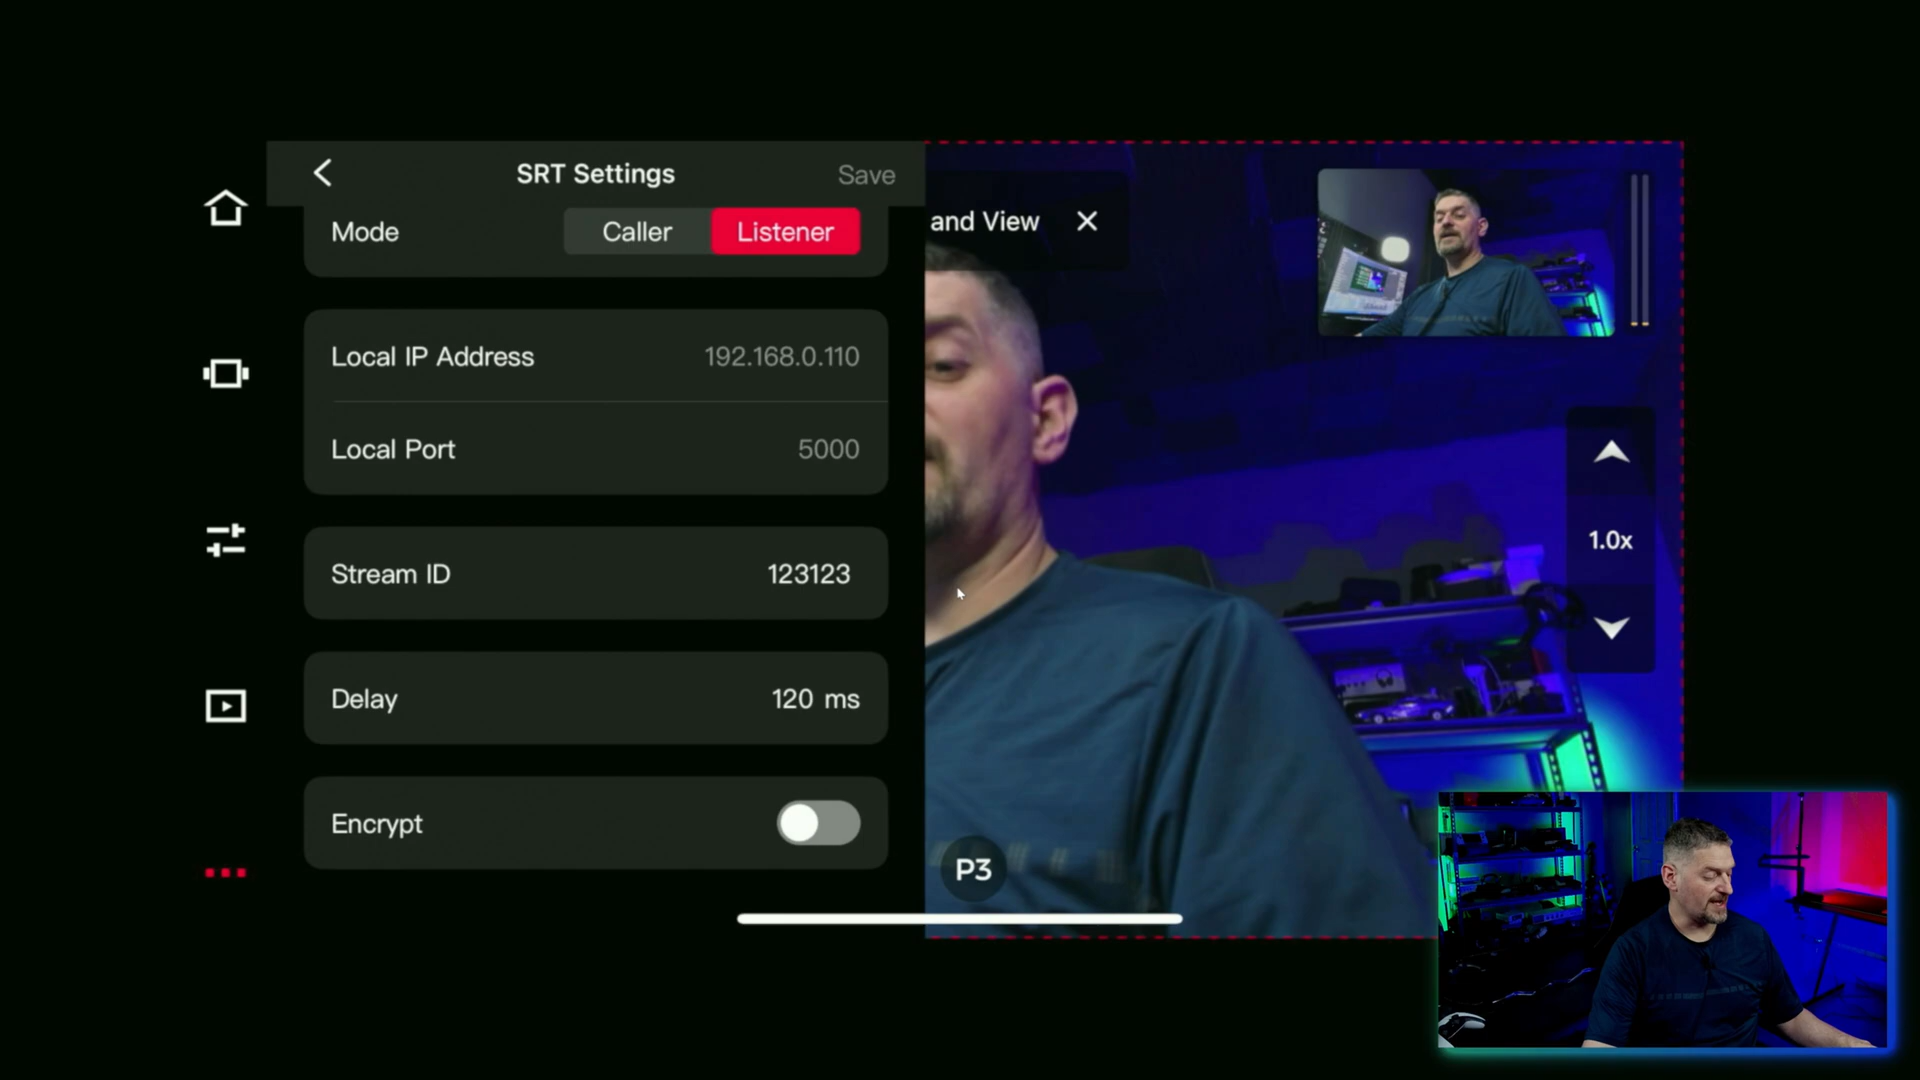 SRT Settings
Save
Mode
Caller
Listener
and View
Local IP Address
192.168.0.110
Local Port
5000
1.0x
Stream ID
123123
Delay
120 ms
Encrypt
P3